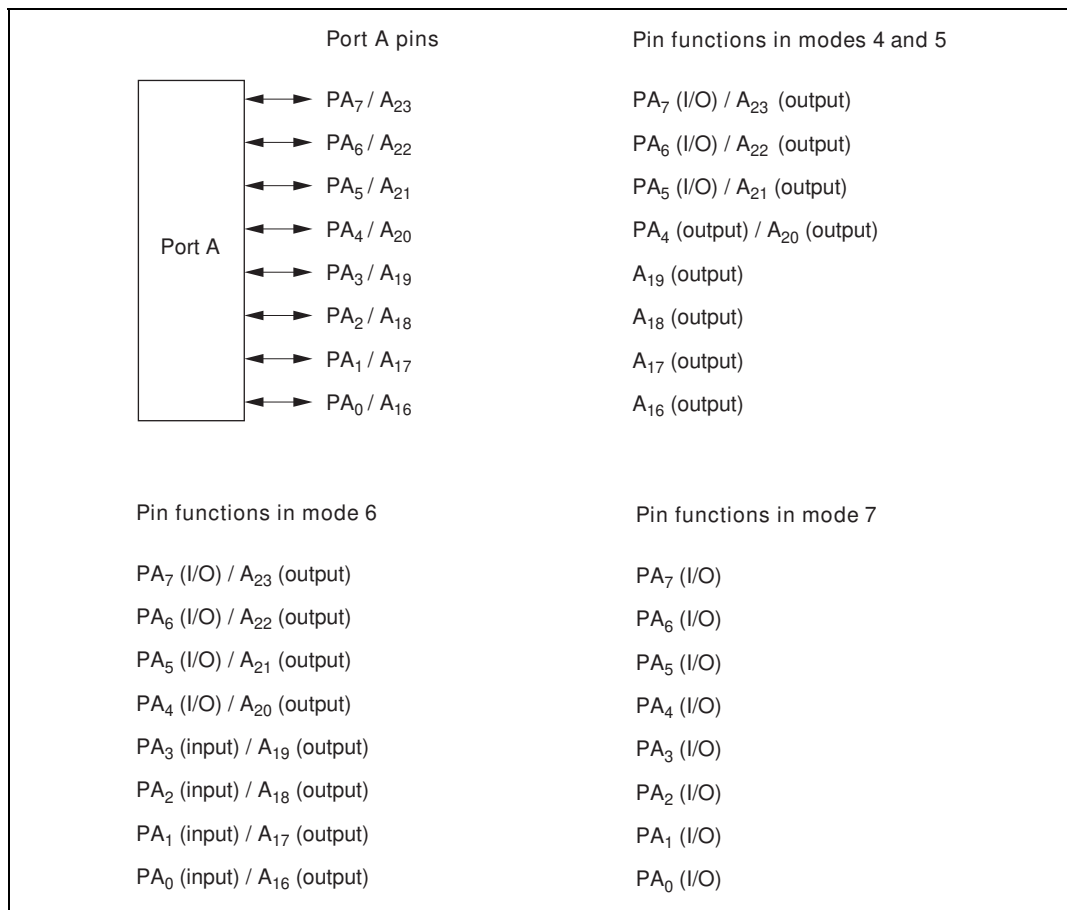 Port A pins
Pin functions in modes 4 and 5
Port A
PA₇ / A₂₃
PA₇ (I/O) / A₂₃ (output)
PA₆ / A₂₂
PA₆ (I/O) / A₂₂ (output)
PA₅ / A₂₁
PA₅ (I/O) / A₂₁ (output)
PA₄ / A₂₀
PA₄ (output) / A₂₀ (output)
PA₃ / A₁₉
A₁₉ (output)
PA₂ / A₁₈
A₁₈ (output)
PA₁ / A₁₇
A₁₇ (output)
PA₀ / A₁₆
A₁₆ (output)
Pin functions in mode 6
PA₇ (I/O) / A₂₃ (output)
PA₆ (I/O) / A₂₂ (output)
PA₅ (I/O) / A₂₁ (output)
PA₄ (I/O) / A₂₀ (output)
PA₃ (input) / A₁₉ (output)
PA₂ (input) / A₁₈ (output)
PA₁ (input) / A₁₇ (output)
PA₀ (input) / A₁₆ (output)
Pin functions in mode 7
PA₇ (I/O)
PA₆ (I/O)
PA₅ (I/O)
PA₄ (I/O)
PA₃ (I/O)
PA₂ (I/O)
PA₁ (I/O)
PA₀ (I/O)